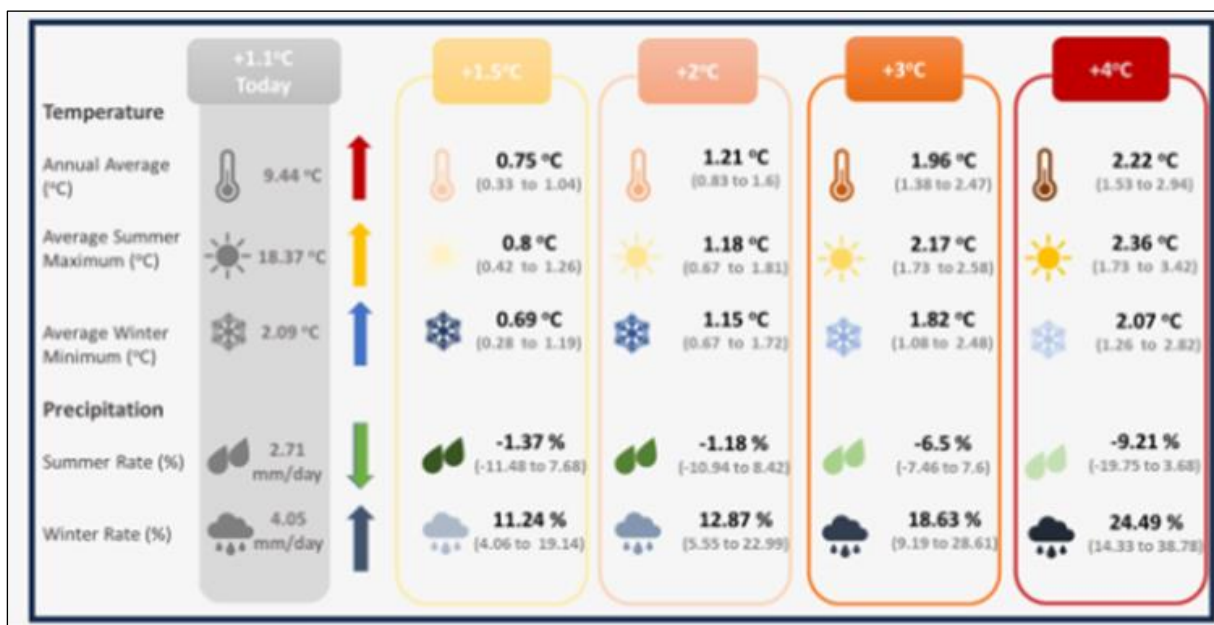 +1.1°C
Today
+1.5°C
+2°C
+3°C
+4°C
Temperature
Annual Average
(°C)
9.44 °C
0.75 °C
(0.33 to 1.04)
1.21 °C
(0.83 to 1.6)
1.96 °C
(1.38 to 2.47)
2.22 °C
(1.53 to 2.94)
Average Summer
Maximum (°C)
18.37 °C
0.8 °C
(0.42 to 1.26)
1.18 °C
(0.67 to 1.81)
2.17 °C
(1.73 to 2.58)
2.36 °C
(1.73 to 3.42)
Average Winter
Minimum (°C)
2.09 °C
0.69 °C
(0.28 to 1.19)
1.15 °C
(0.67 to 1.72)
1.82 °C
(1.08 to 2.48)
2.07 °C
(1.26 to 2.82)
Precipitation
Summer Rate (%)
2.71
mm/day
-1.37 %
(-11.48 to 7.68)
-1.18 %
(-10.94 to 8.42)
-6.5 %
(-7.46 to 7.6)
-9.21 %
(-19.75 to 3.68)
Winter Rate (%)
4.05
mm/day
11.24 %
(4.06 to 19.14)
12.87 %
(5.55 to 22.99)
18.63 %
(9.19 to 28.61)
24.49 %
(14.33 to 38.78)